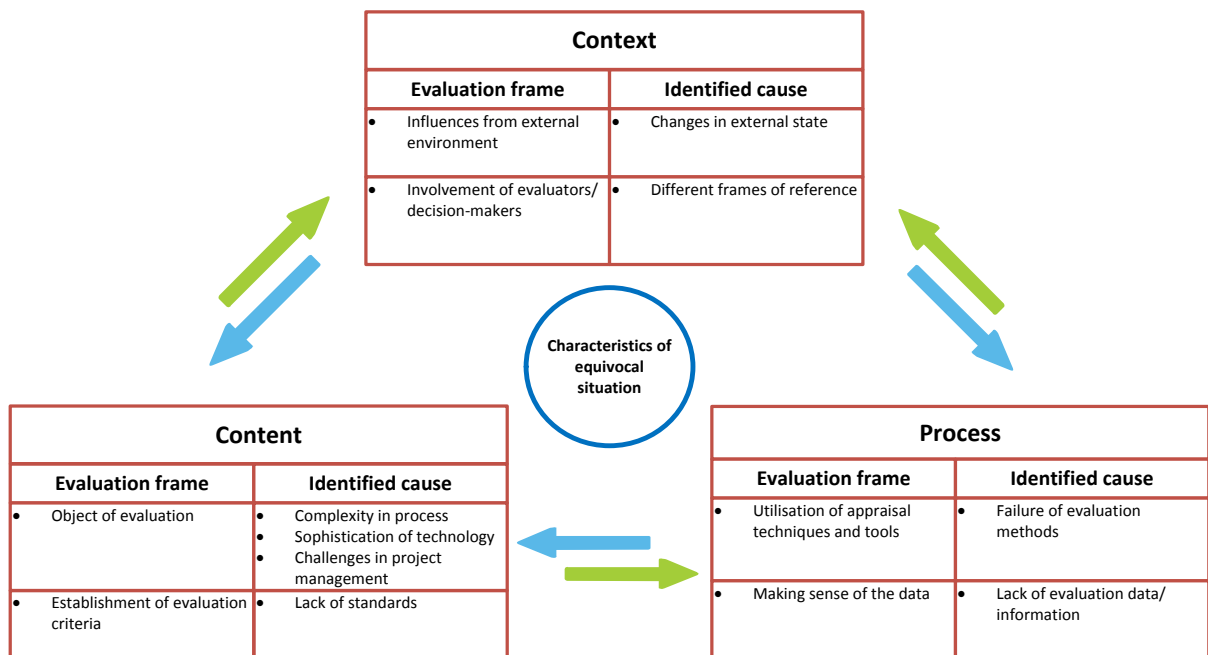 Context
Evaluation frame
Identified cause
• Influences from external
environment
• Changes in external state
• Involvement of evaluators/
decision-makers
• Different frames of reference
Characteristics of
equivocal
situation
Content
Evaluation frame
Identified cause
• Object of evaluation
• Complexity in process
• Sophistication of technology
• Challenges in project
management
• Establishment of evaluation
criteria
• Lack of standards
Process
Evaluation frame
Identified cause
• Utilisation of appraisal
techniques and tools
• Failure of evaluation
methods
• Making sense of the data
• Lack of evaluation data/
information